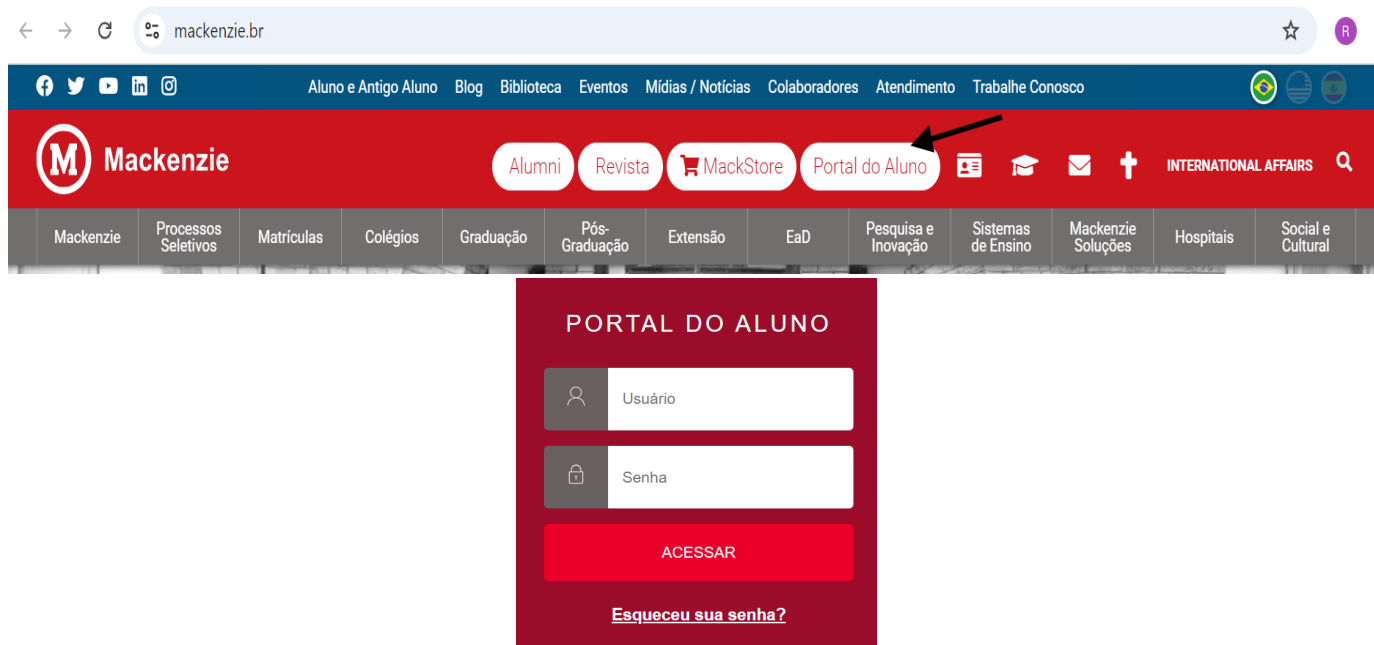 mackenzie.br
R
Aluno e Antigo Aluno Blog Biblioteca Eventos Mídias / Notícias Colaboradores Atendimento Trabalhe Conosco
M Mackenzie
Alumni Revista MackStore Portal do Aluno INTERNATIONAL AFFAIRS
Mackenzie Processos Seletivos Matrículas Colégios Graduação Pós-Graduação Extensão EaD Pesquisa e Inovação Sistemas de Ensino Mackenzie Soluções Hospitais Social e Cultural
PORTAL DO ALUNO
Usuário
Senha
ACESSAR
Esqueceu sua senha?